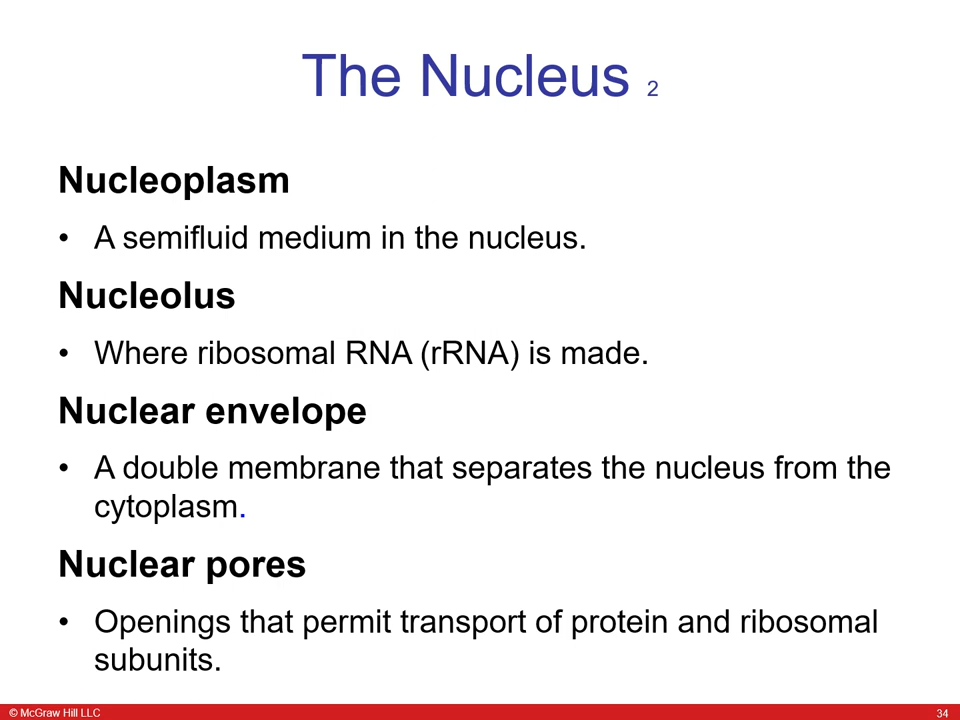 The Nucleus 2
Nucleoplasm
• A semifluid medium in the nucleus.
Nucleolus
• Where ribosomal RNA (rRNA) is made.
Nuclear envelope
• A double membrane that separates the nucleus from the
cytoplasm.
Nuclear pores
• Openings that permit transport of protein and ribosomal
subunits.
© McGraw Hill LLC
34